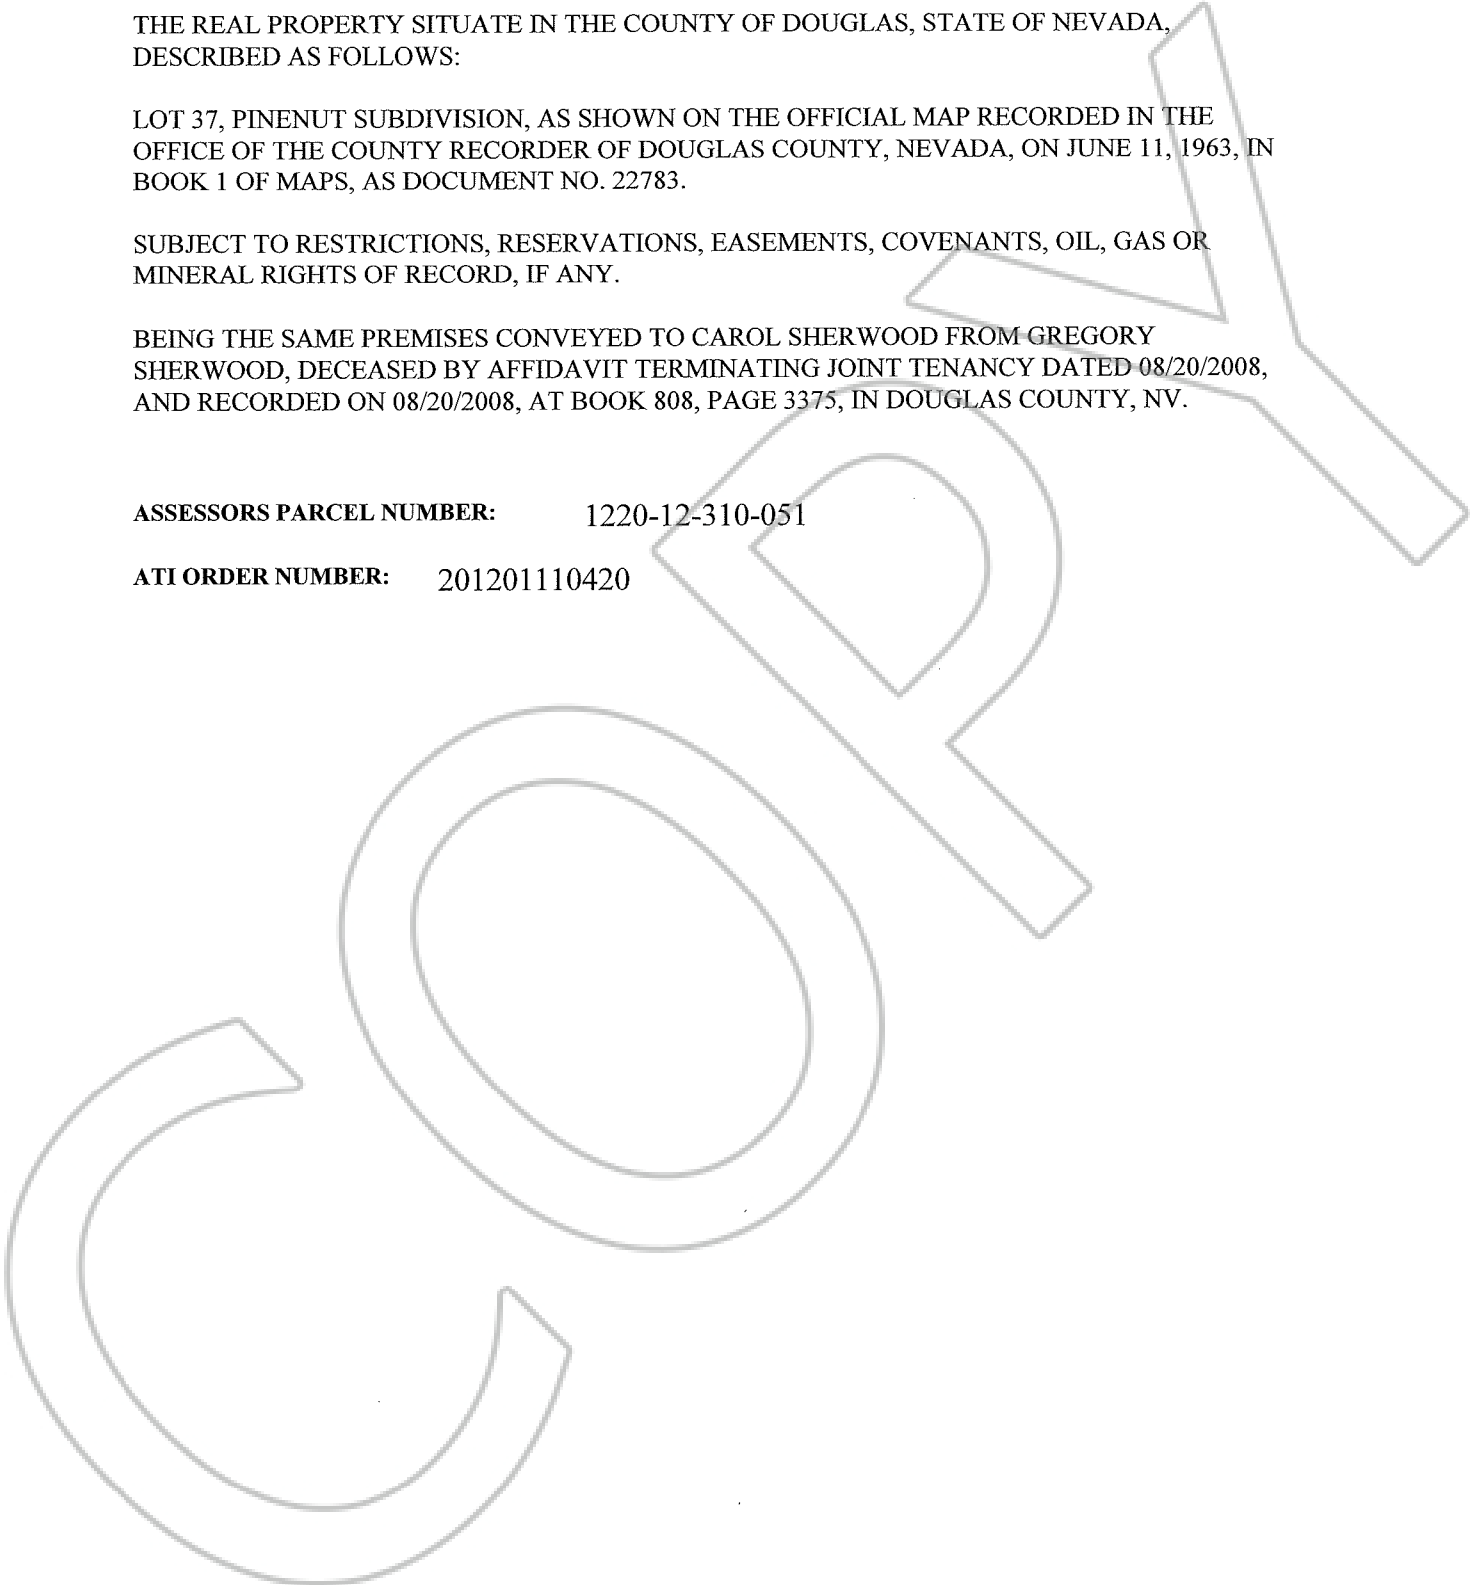 THE REAL PROPERTY SITUATE IN THE COUNTY OF DOUGLAS, STATE OF NEVADA,
DESCRIBED AS FOLLOWS:
LOT 37, PINENUT SUBDIVISION, AS SHOWN ON THE OFFICIAL MAP RECORDED IN THE
OFFICE OF THE COUNTY RECORDER OF DOUGLAS COUNTY, NEVADA, ON JUNE 11, 1963, IN
BOOK 1 OF MAPS, AS DOCUMENT NO. 22783.
SUBJECT TO RESTRICTIONS, RESERVATIONS, EASEMENTS, COVENANTS, OIL, GAS OR
MINERAL RIGHTS OF RECORD, IF ANY.
BEING THE SAME PREMISES CONVEYED TO CAROL SHERWOOD FROM GREGORY
SHERWOOD, DECEASED BY AFFIDAVIT TERMINATING JOINT TENANCY DATED 08/20/2008,
AND RECORDED ON 08/20/2008, AT BOOK 808, PAGE 3375, IN DOUGLAS COUNTY, NV.
ASSESSORS PARCEL NUMBER: 1220-12-310-051
ATI ORDER NUMBER: 201201110420
COPY